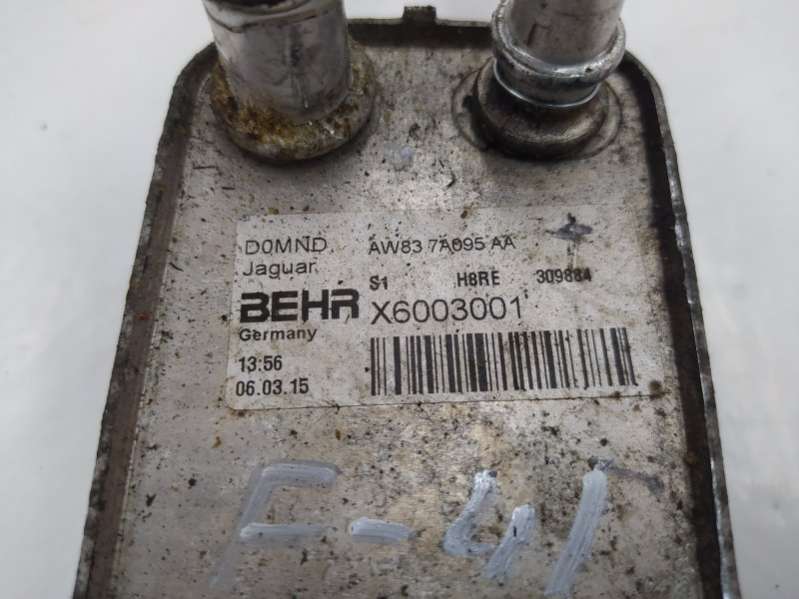 D0MND. AW83 7A095 AA
Jaguar
S1 H8RE 309884
BEHR X6003001
Germany
13:56
06.03.15
F-41